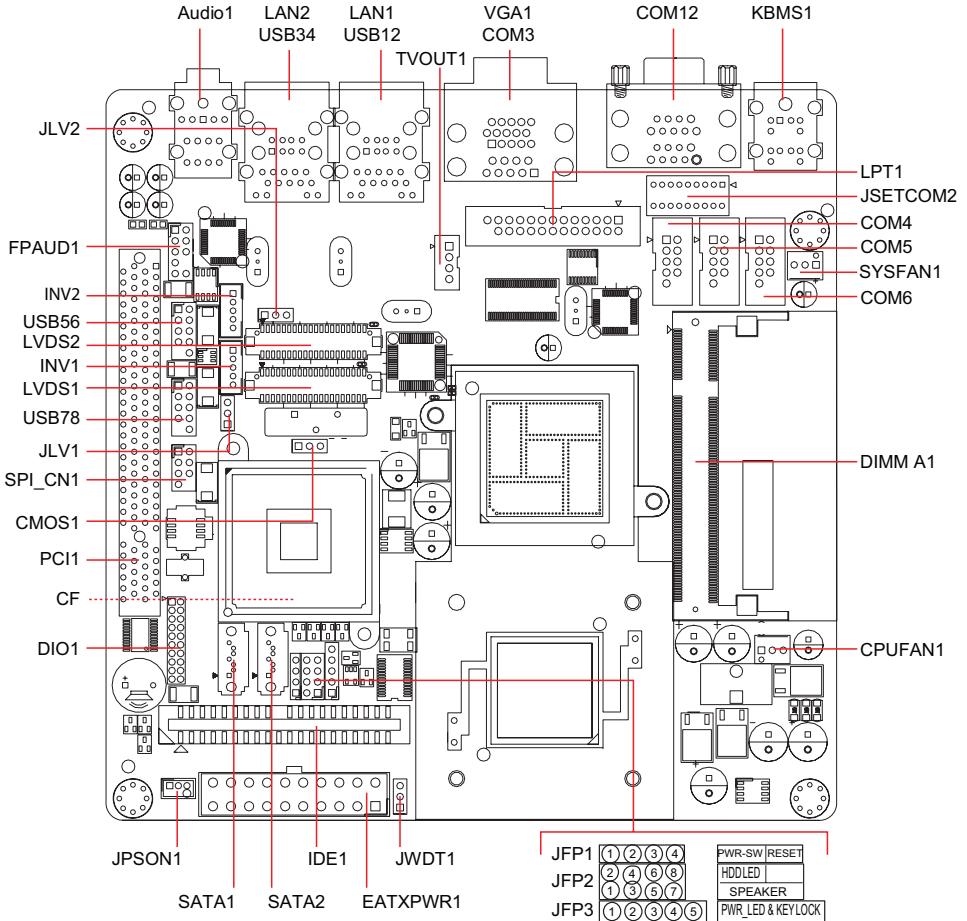 Audio1 LAN2 LAN1 VGA1 COM12 KBMS1
USB34 USB12 COM3
TVOUT1
JLV2
LPT1
JSETCOM2
COM4
FPAUD1
COM5
SYSFAN1
INV2
COM6
USB56
LVDS2
INV1
LVDS1
USB78
JLV1
DIMM A1
SPI_CN1
CMOS1
PCI1
CF
DIO1
CPUFAN1
JPSON1 IDE1 JWDT1
SATA1 SATA2 EATXPWR1
JFP1 1 2 3 4 PWR-SW RESET
JFP2 2 4 6 8 HDDLED
1 3 5 7 SPEAKER
JFP3 1 2 3 4 5 PWR_LED & KEYLOCK